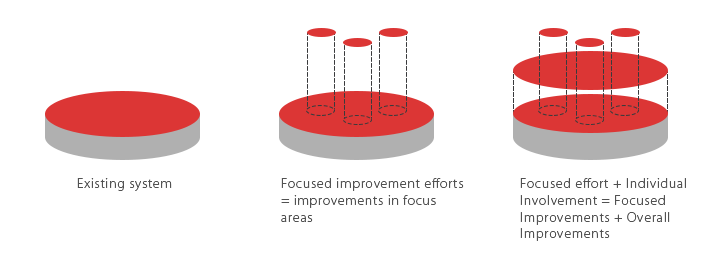 Existing system
Focused improvement efforts
= improvements in focus
areas
Focused effort + Individual
Involvement = Focused
Improvements + Overall
Improvements